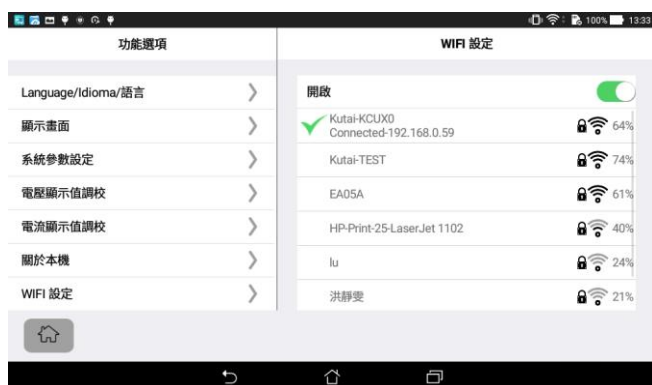 100% 13:33
功能選項
WIFI 設定
Language/Idioma/語言
顯示畫面
系統參數設定
電壓顯示值調校
電流顯示值調校
關於本機
WIFI 設定
開啟
Kutai-KCUX0
Connected-192.168.0.59
64%
Kutai-TEST
74%
EA05A
61%
HP-Print-25-LaserJet 1102
40%
lu
24%
洪靜雯
21%